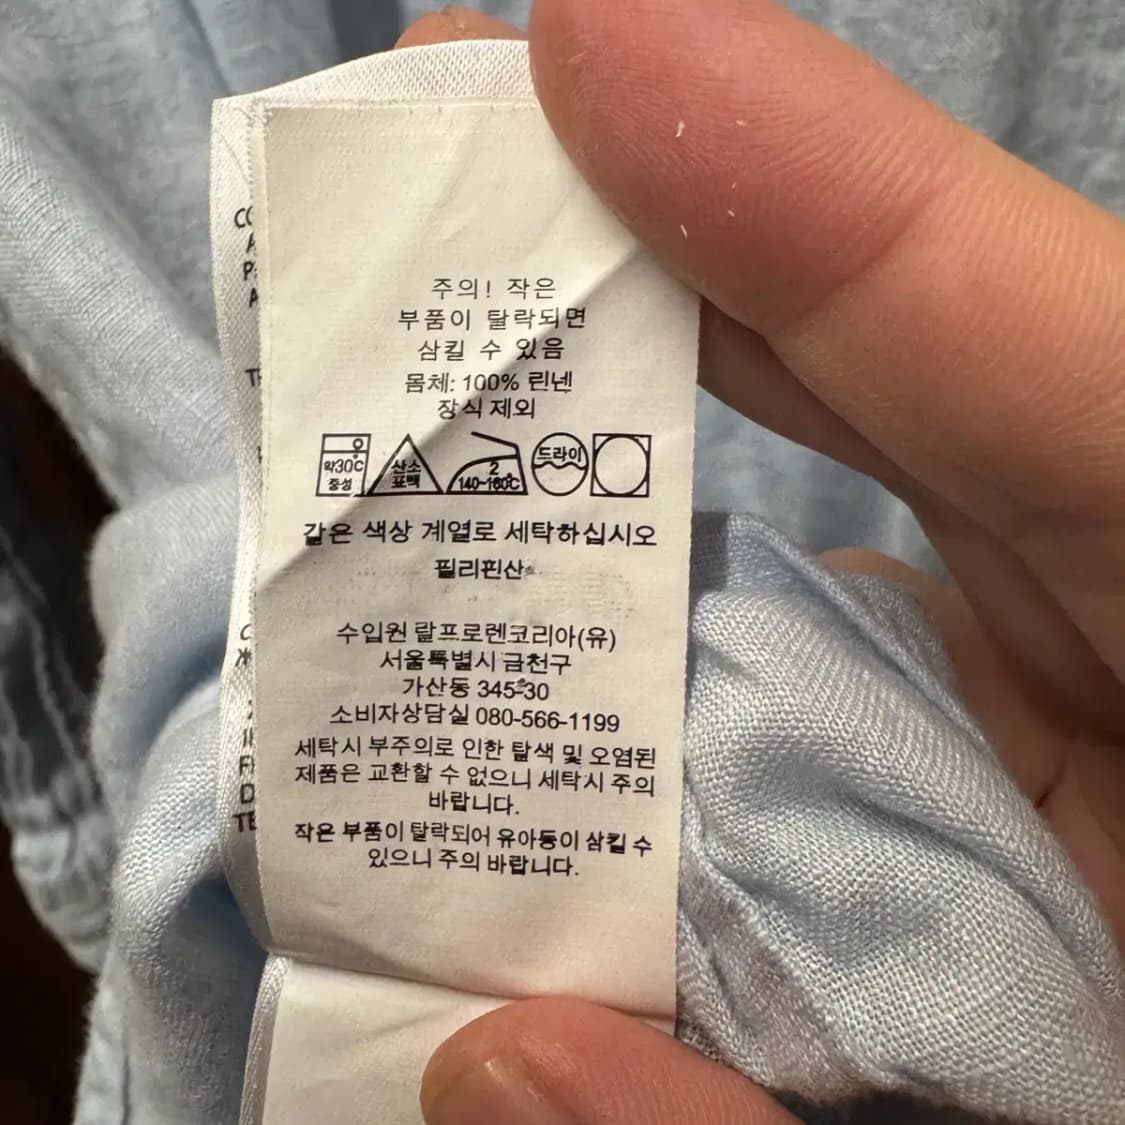 주의! 작은
부품이 탈락되면
삼킬 수 있음
몸체: 100% 린넨
장식 제외
약30℃
중성
산소
표백
2
140~160℃
드라이
같은 색상 계열로 세탁하십시오
필리핀산
수입원 랄프로렌코리아(유)
서울특별시 금천구
가산동 345-30
소비자상담실 080-566-1199
세탁시 부주의로 인한 탈색 및 오염된
제품은 교환할 수 없으니 세탁시 주의
바랍니다.
작은 부품이 탈락되어 유아등이 삼킬 수
있으니 주의 바랍니다.